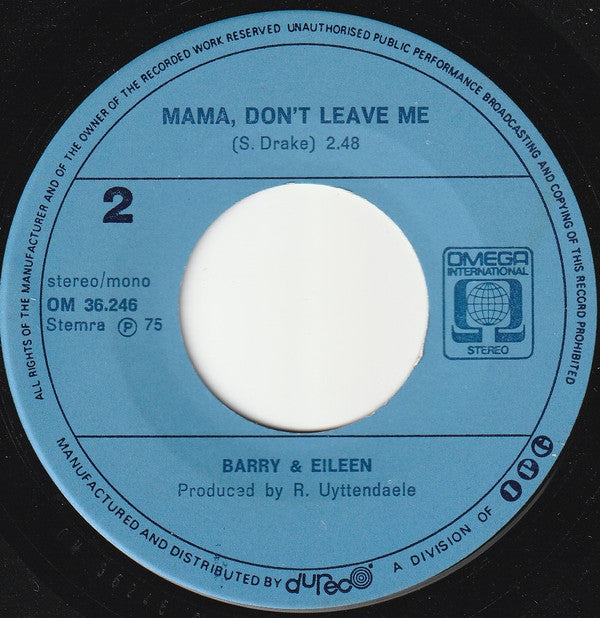 ALL RIGHTS OF THE MANUFACTURER AND OF THE OWNER OF THE RECORDED WORK RESERVED UNAUTHORISED PUBLIC PERFORMANCE BROADCASTING AND COPYING OF THIS RECORD PROHIBITED
MAMA, DON'T LEAVE ME
(S. Drake) 2.48
2
stereo/mono
OM 36.246
Stemra Ⓟ 75
OMEGA
INTERNATIONAL
STEREO
BARRY & EILEEN
Produced by R. Uyttendaele
MANUFACTURED AND DISTRIBUTED BY dureco A DIVISION OF